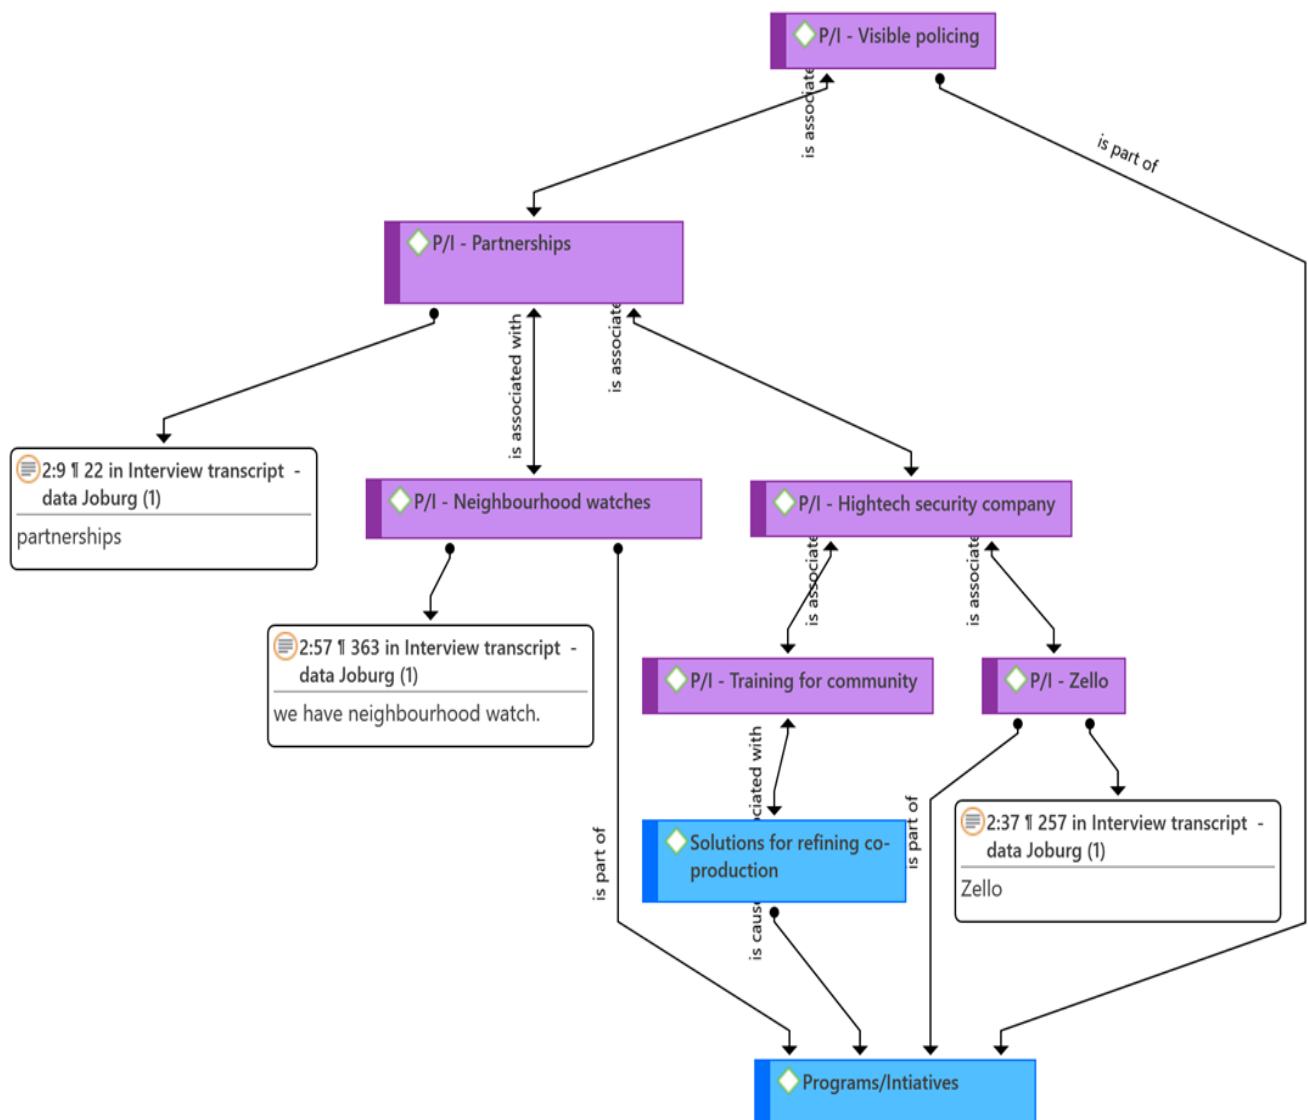 P/I - Visible policing
is associate
is part of
P/I - Partnerships
is associated with
is associate
2:9 ¶ 22 in Interview transcript -
data Joburg (1)
partnerships
P/I - Neighbourhood watches
P/I - Hightech security company
is associate
is associate
2:57 ¶ 363 in Interview transcript -
data Joburg (1)
we have neighbourhood watch.
P/I - Training for community
P/I - Zello
ociated with
is part of
Solutions for refining co-
production
is part of
2:37 ¶ 257 in Interview transcript -
data Joburg (1)
Zello
is cause
Programs/Intiatives